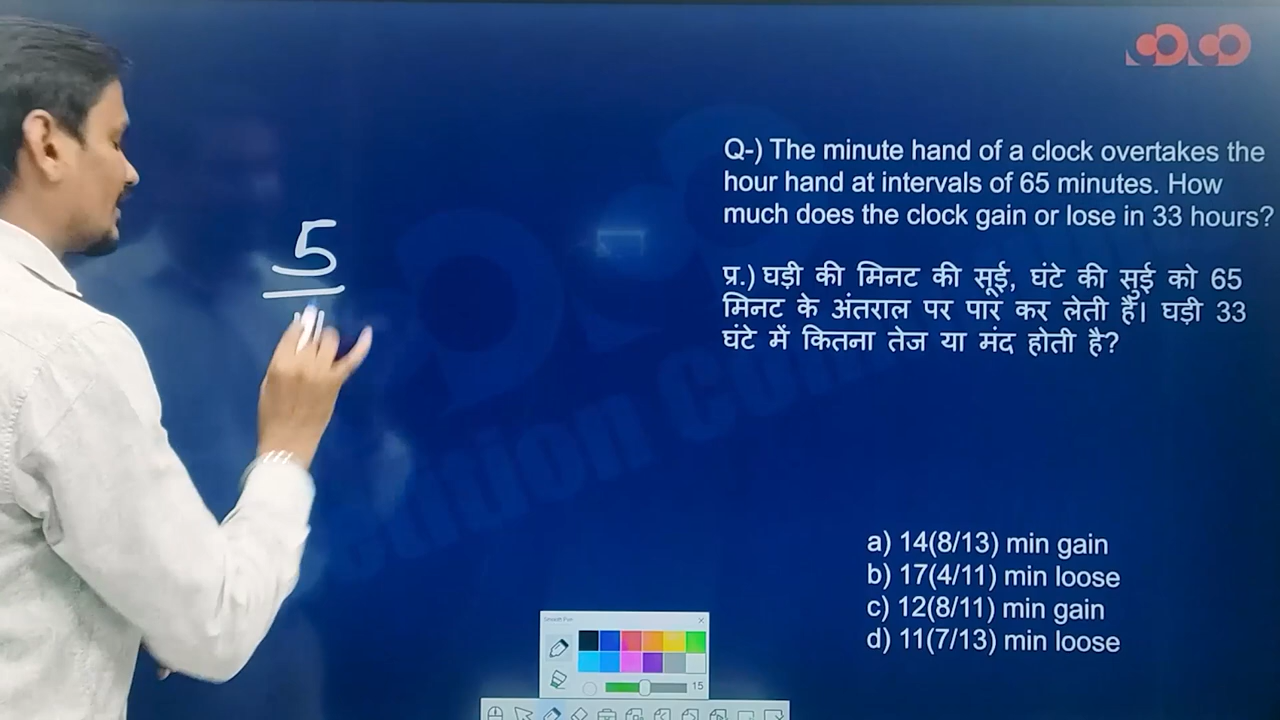 5
11
Q-) The minute hand of a clock overtakes the
hour hand at intervals of 65 minutes. How
much does the clock gain or lose in 33 hours?
प्र.) घड़ी की मिनट की सूई, घंटे की सुई को 65
मिनट के अंतराल पर पार कर लेती है। घड़ी 33
घंटे में कितना तेज या मंद होती है?
a) 14(8/13) min gain
b) 17(4/11) min loose
c) 12(8/11) min gain
d) 11(7/13) min loose
15